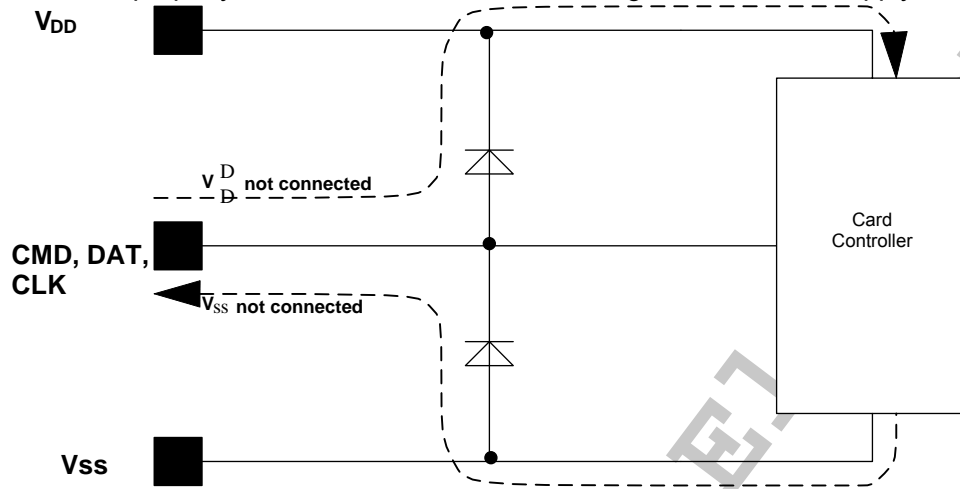 VDD
VDD not connected
CMD, DAT,
CLK
Card
Controller
VSS not connected
Vss